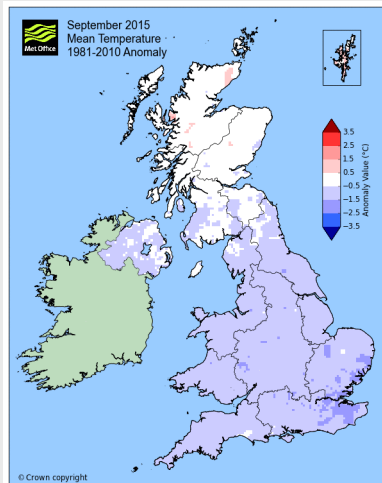 Met Office
September 2015
Mean Temperature
1981-2010 Anomaly
3.5
2.5
1.5
0.5
−0.5
−1.5
−2.5
−3.5
Anomaly Value (°C)
© Crown copyright